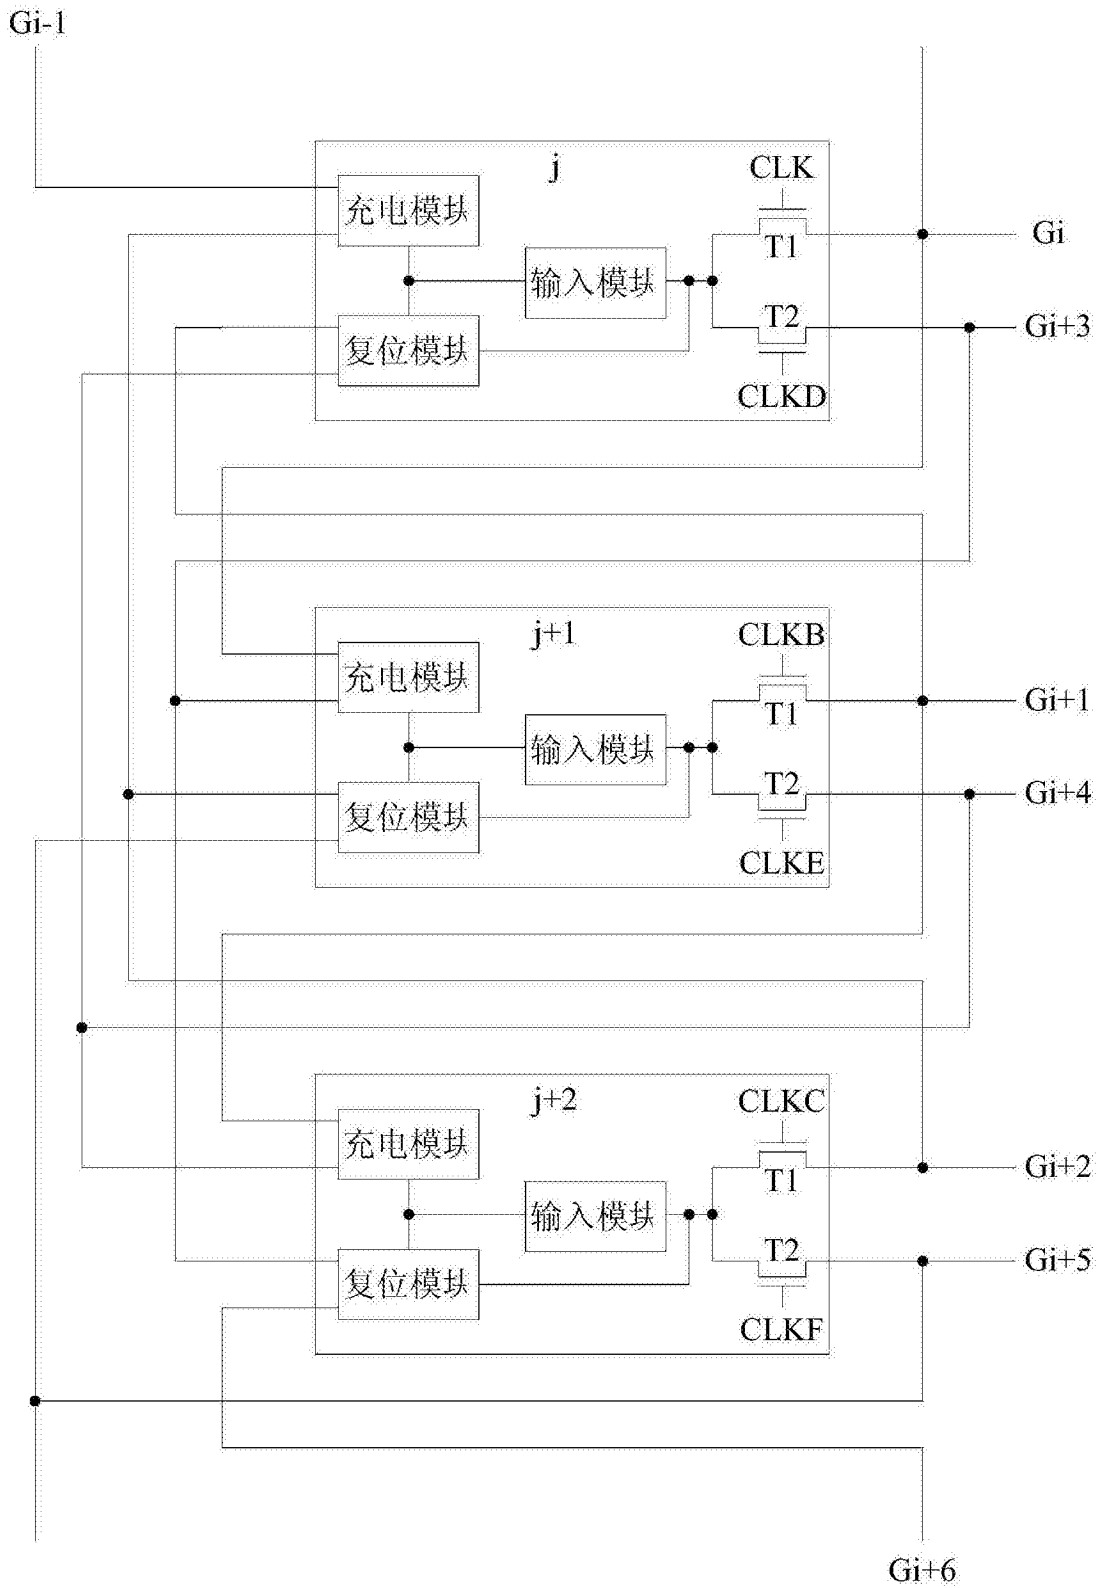 Gi-1
j
CLK
充电模块
T1
Gi
输入模块
T2
Gi+3
复位模块
CLKD
j+1
CLKB
充电模块
T1
Gi+1
输入模块
T2
Gi+4
复位模块
CLKE
j+2
CLKC
充电模块
T1
Gi+2
输入模块
T2
Gi+5
复位模块
CLKF
Gi+6